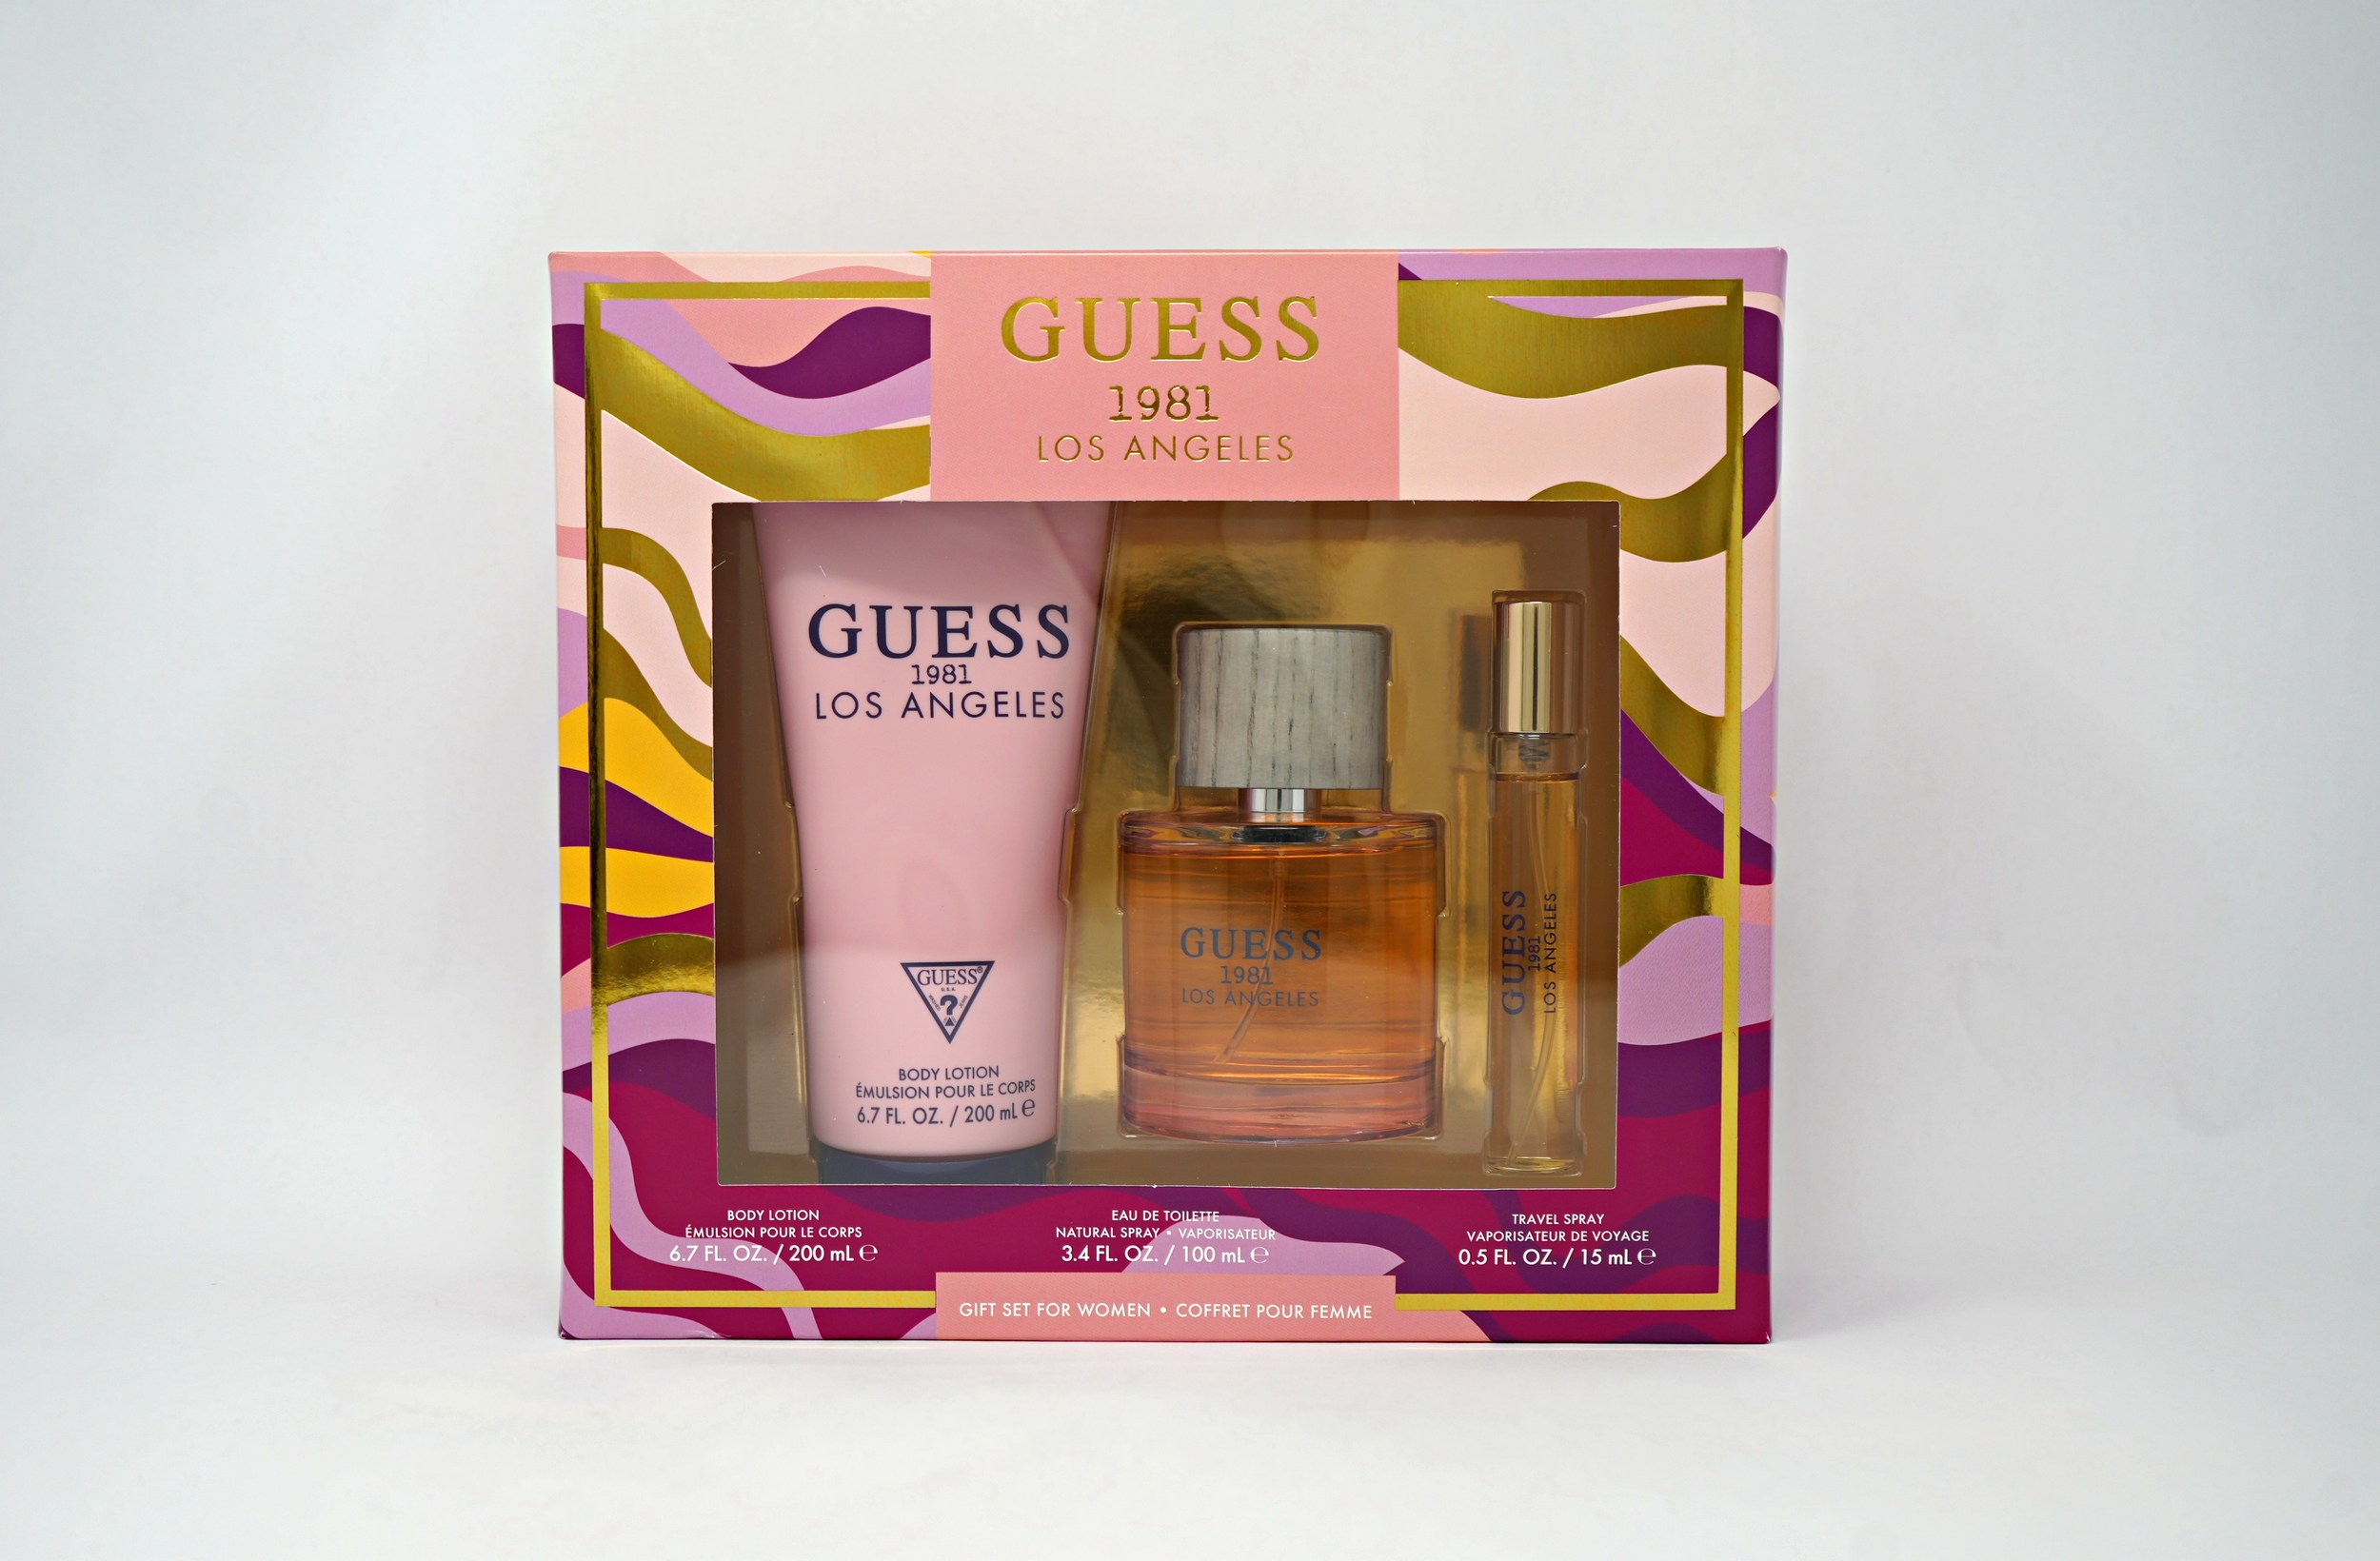 GUESS
1981
LOS ANGELES
GUESS
1981
LOS ANGELES
GUESS®
U.S.A.
?
BODY LOTION
ÉMULSION POUR LE CORPS
6.7 FL. OZ. / 200 mL ℮
GUESS
1981
LOS ANGELES
GUESS
1981
LOS ANGELES
BODY LOTION
ÉMULSION POUR LE CORPS
6.7 FL. OZ. / 200 mL ℮
EAU DE TOILETTE
NATURAL SPRAY • VAPORISATEUR
3.4 FL. OZ. / 100 mL ℮
TRAVEL SPRAY
VAPORISATEUR DE VOYAGE
0.5 FL. OZ. / 15 mL ℮
GIFT SET FOR WOMEN • COFFRET POUR FEMME